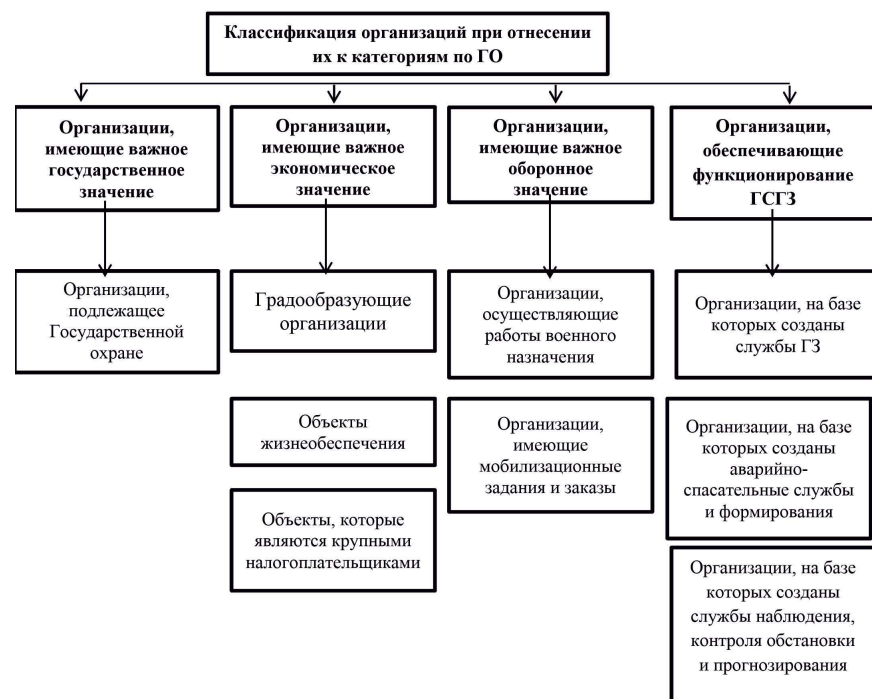 Классификация организаций при отнесении
их к категориям по ГО
Организации,
имеющие важное
государственное
значение
Организации,
имеющие важное
экономическое
значение
Организации,
имеющие важное
оборонное
значение
Организации,
обеспечивающие
функционирование
ГСГЗ
Организации,
подлежащее
Государственной
охране
Градообразующие
организации
Организации,
осуществляющие
работы военного
назначения
Организации, на базе
которых созданы
службы ГЗ
Объекты
жизнеобеспечения
Организации,
имеющие
мобилизационные
задания и заказы
Организации, на базе
которых созданы
аварийно-
спасательные службы
и формирования
Объекты, которые
являются крупными
налогоплательщиками
Организации, на базе
которых созданы
службы наблюдения,
контроля обстановки
и прогнозирования